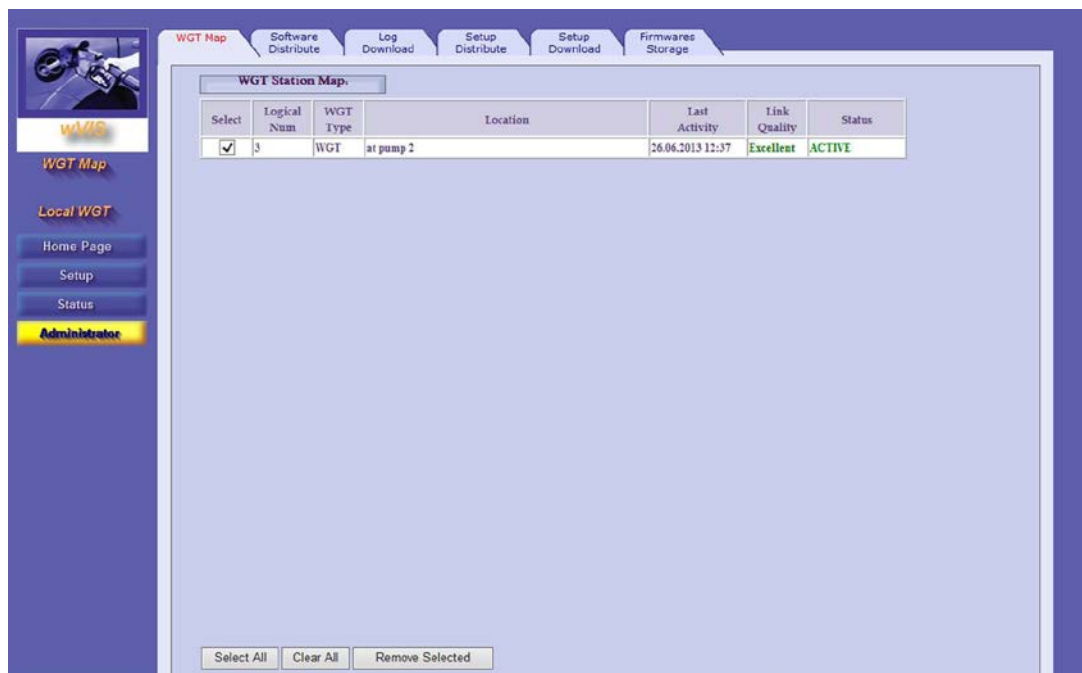 WGT Map
Software
Distribute
Log
Download
Setup
Distribute
Setup
Download
Firmwares
Storage
wVIS
WGT Map
Local WGT
Home Page
Setup
Status
Administrator
WGT Station Map:
Select
Logical
Num
WGT
Type
Location
Last
Activity
Link
Quality
Status
3
WGT
at pump 2
26.06.2013 12:37
Excellent
ACTIVE
Select All
Clear All
Remove Selected